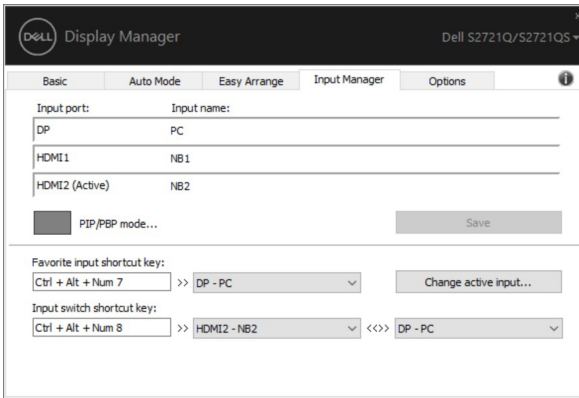 DELL Display Manager Dell S2721Q/S2721QS
Basic Auto Mode Easy Arrange Input Manager Options
Input port: Input name:
DP PC
HDMI1 NB1
HDMI2 (Active) NB2
PIP/PBP mode... Save
Favorite input shortcut key:
Ctrl + Alt + Num 7 >> DP - PC Change active input...
Input switch shortcut key:
Ctrl + Alt + Num 8 >> HDMI2 - NB2 <<>> DP - PC